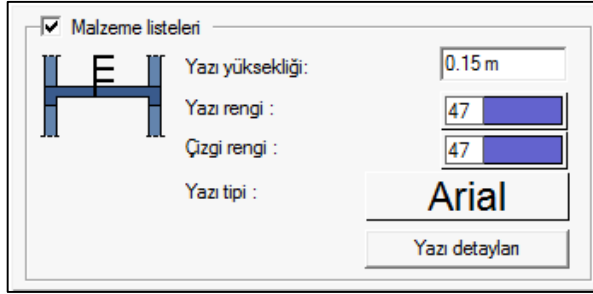 Malzeme listeleri
Yazı yüksekliği: 0.15 m
Yazı rengi : 47
Çizgi rengi : 47
Yazı tipi : Arial
Yazı detayları